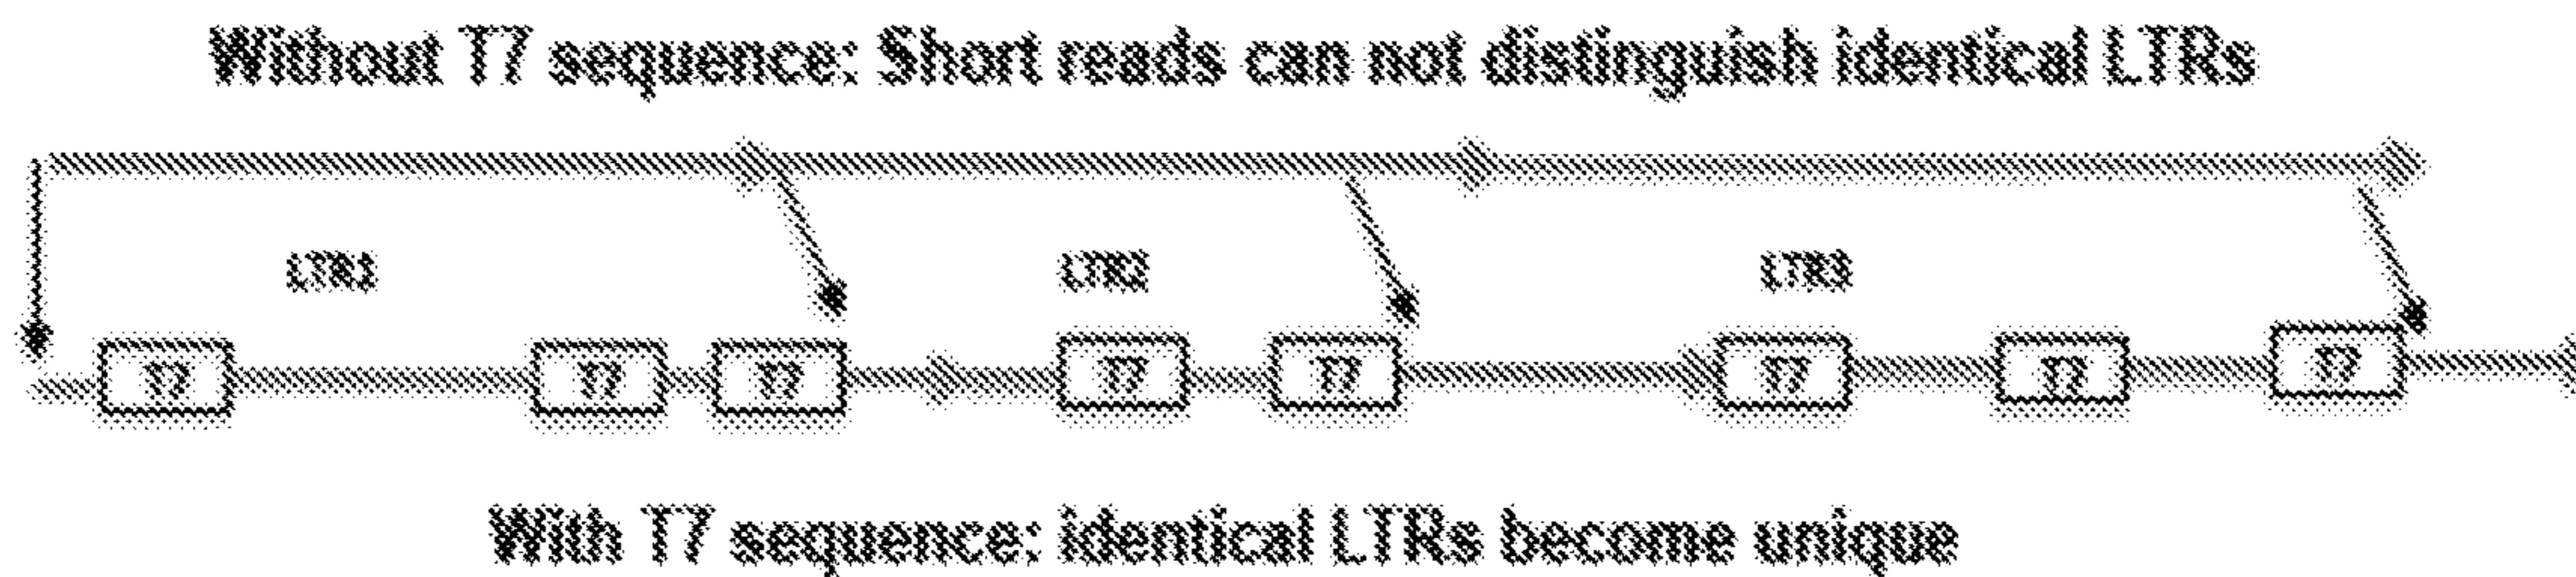 Without T7 sequence: Short reads can not distinguish identical LTRs
LTR1 LTR2 LTR3
T7 T7 T7 T7 T7 T7 T7 T7
With T7 sequence: identical LTRs become unique